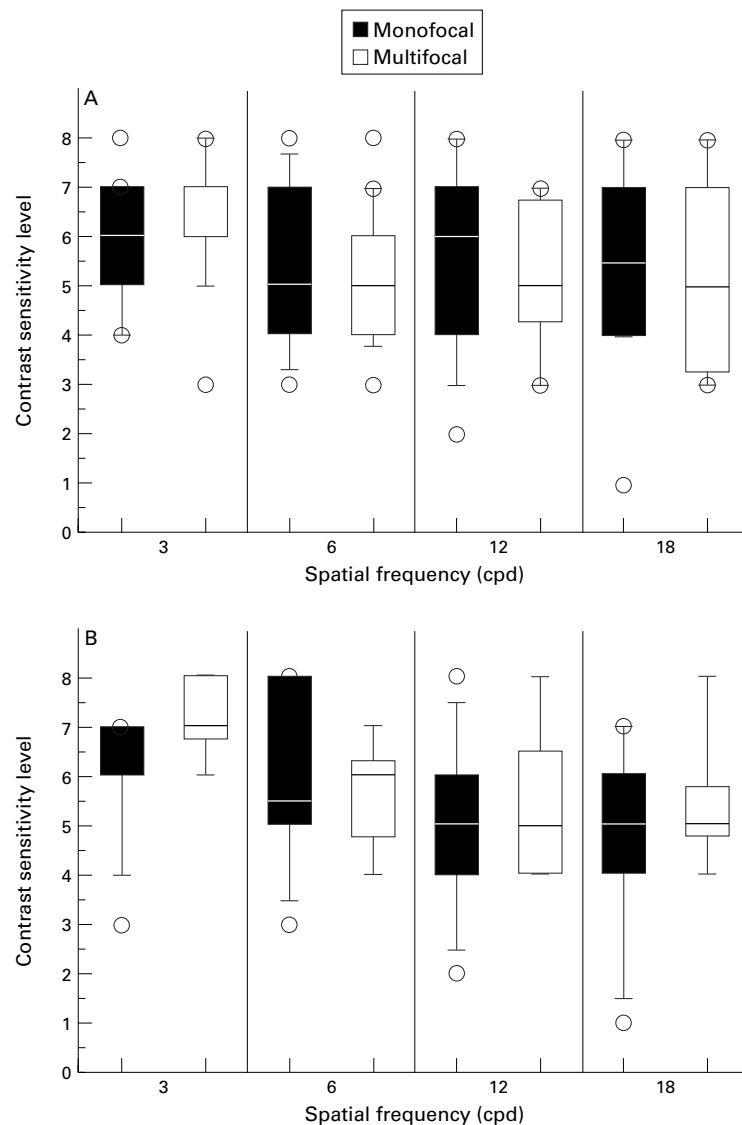 Monofocal
Multifocal
A
Contrast sensitivity level
8
7
6
5
4
3
2
1
0
3 6 12 18
Spatial frequency (cpd)
B
Contrast sensitivity level
8
7
6
5
4
3
2
1
0
3 6 12 18
Spatial frequency (cpd)